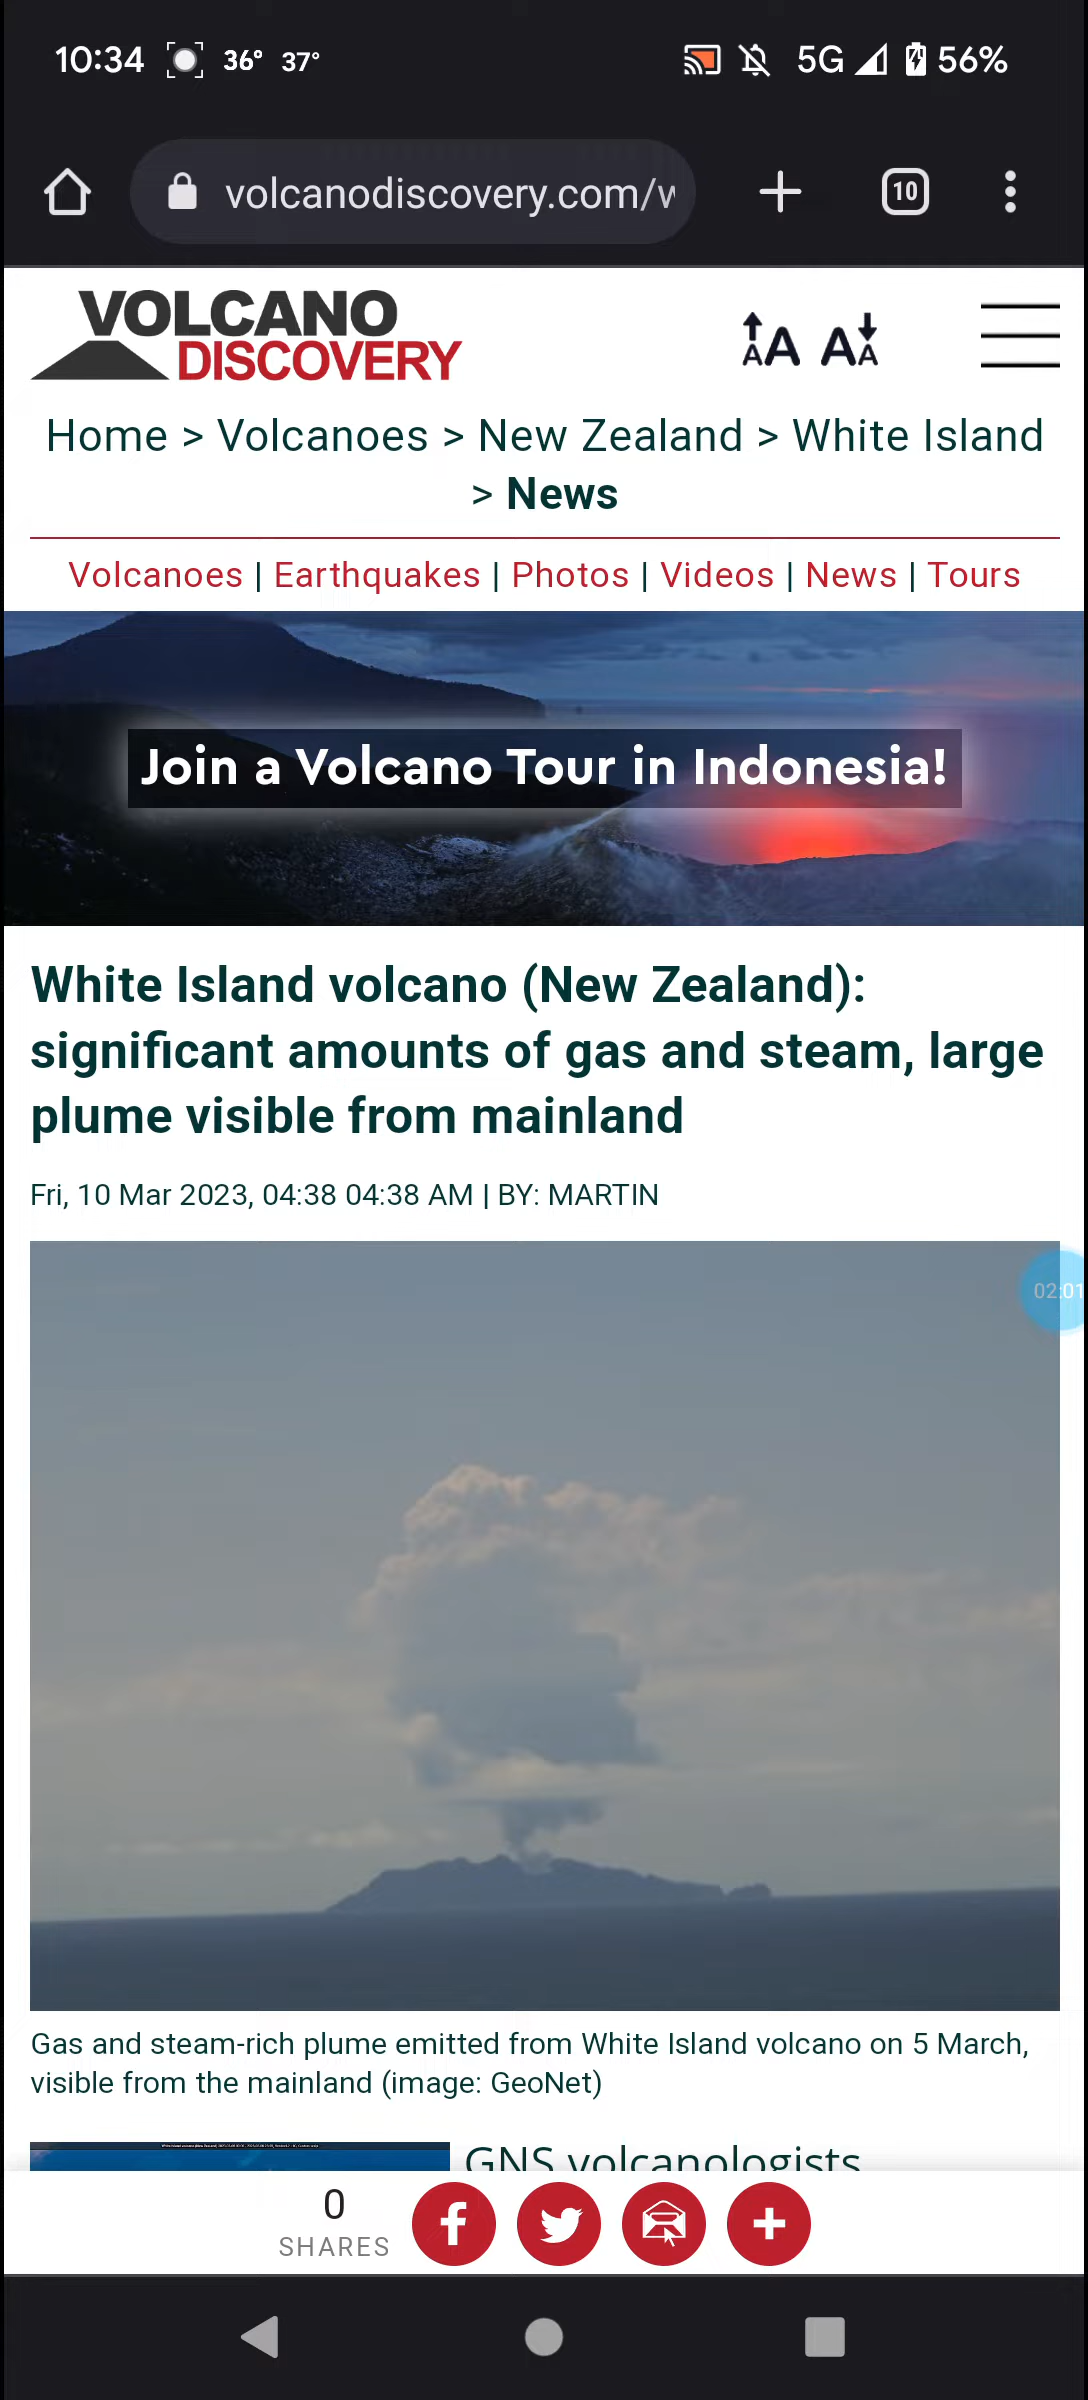 10:34 36° 37° 5G 56%
volcanodiscovery.com/w
10
VOLCANO
DISCOVERY
Home > Volcanoes > New Zealand > White Island
> News
Volcanoes | Earthquakes | Photos | Videos | News | Tours
Join a Volcano Tour in Indonesia!
White Island volcano (New Zealand):
significant amounts of gas and steam, large
plume visible from mainland
Fri, 10 Mar 2023, 04:38 04:38 AM | BY: MARTIN
02:01
Gas and steam-rich plume emitted from White Island volcano on 5 March,
visible from the mainland (image: GeoNet)
GNS volcanologists
0
SHARES